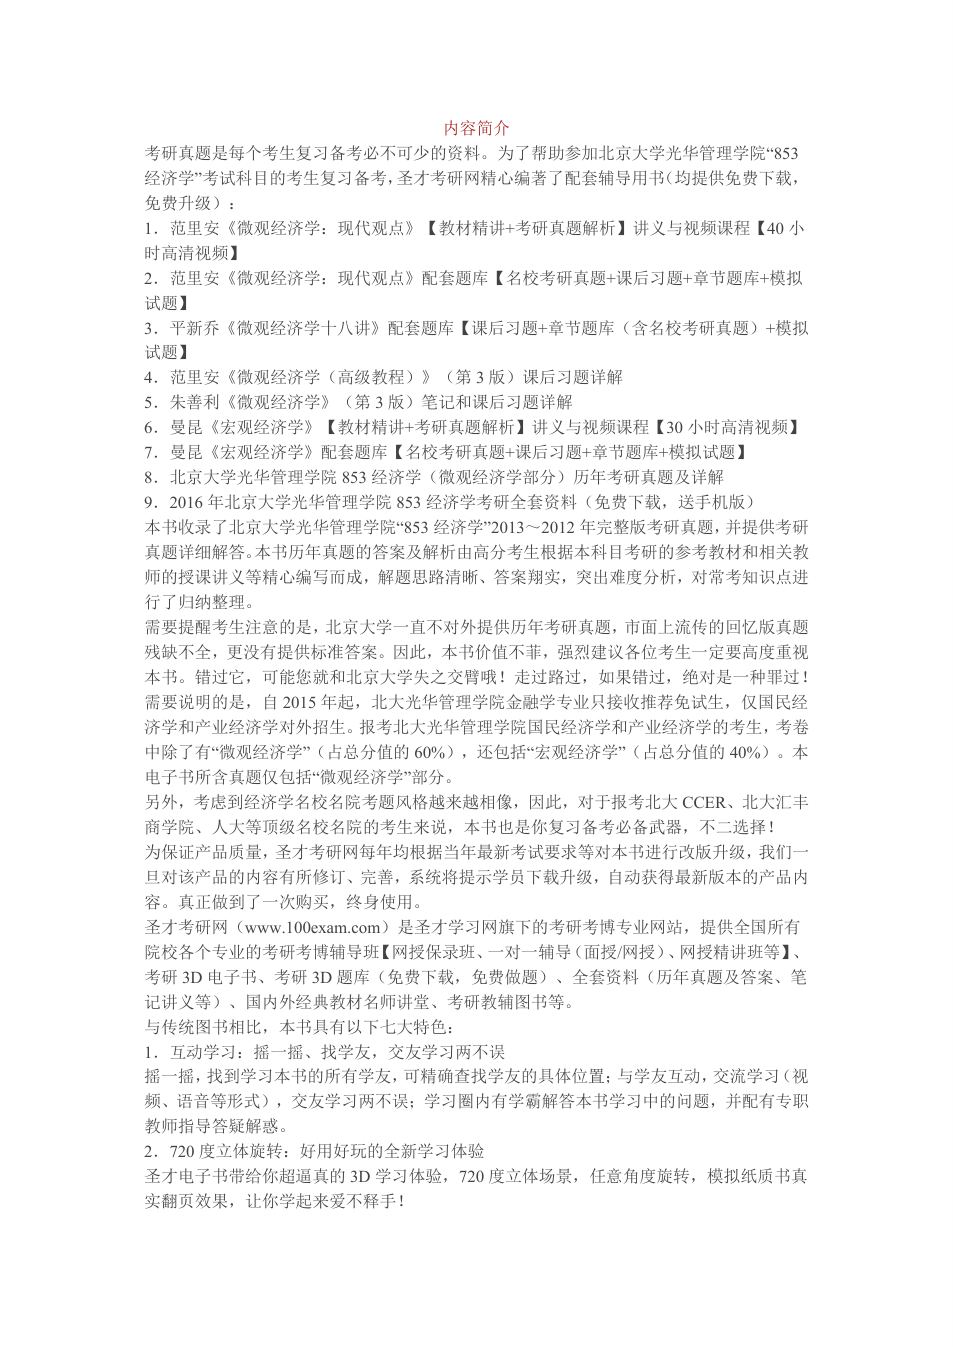 内容简介
考研真题是每个考生复习备考必不可少的资料。为了帮助参加北京大学光华管理学院“853
经济学”考试科目的考生复习备考，圣才考研网精心编著了配套辅导用书（均提供免费下载，
免费升级）：
1．范里安《微观经济学：现代观点》【教材精讲+考研真题解析】讲义与视频课程【40 小
时高清视频】
2．范里安《微观经济学：现代观点》配套题库【名校考研真题+课后习题+章节题库+模拟
试题】
3．平新乔《微观经济学十八讲》配套题库【课后习题+章节题库（含名校考研真题）+模拟
试题】
4．范里安《微观经济学（高级教程）》（第 3 版）课后习题详解
5．朱善利《微观经济学》（第 3 版）笔记和课后习题详解
6．曼昆《宏观经济学》【教材精讲+考研真题解析】讲义与视频课程【30 小时高清视频】
7．曼昆《宏观经济学》配套题库【名校考研真题+课后习题+章节题库+模拟试题】
8．北京大学光华管理学院 853 经济学（微观经济学部分）历年考研真题及详解
9．2016 年北京大学光华管理学院 853 经济学考研全套资料（免费下载，送手机版）
本书收录了北京大学光华管理学院“853 经济学”2013～2012 年完整版考研真题，并提供考研
真题详细解答。本书历年真题的答案及解析由高分考生根据本科目考研的参考教材和相关教
师的授课讲义等精心编写而成，解题思路清晰、答案翔实，突出难度分析，对常考知识点进
行了归纳整理。
需要提醒考生注意的是，北京大学一直不对外提供历年考研真题，市面上流传的回忆版真题
残缺不全，更没有提供标准答案。因此，本书价值不菲，强烈建议各位考生一定要高度重视
本书。错过它，可能您就和北京大学失之交臂哦！走过路过，如果错过，绝对是一种罪过！
需要说明的是，自 2015 年起，北大光华管理学院金融学专业只接收推荐免试生，仅国民经
济学和产业经济学对外招生。报考北大光华管理学院国民经济学和产业经济学的考生，考卷
中除了有“微观经济学”（占总分值的 60%），还包括“宏观经济学”（占总分值的 40%）。本
电子书所含真题仅包括“微观经济学”部分。
另外，考虑到经济学名校名院考题风格越来越相像，因此，对于报考北大 CCER、北大汇丰
商学院、人大等顶级名校名院的考生来说，本书也是你复习备考必备武器，不二选择！
为保证产品质量，圣才考研网每年均根据当年最新考试要求等对本书进行改版升级，我们一
旦对该产品的内容有所修订、完善，系统将提示学员下载升级，自动获得最新版本的产品内
容。真正做到了一次购买，终身使用。
圣才考研网（www.100exam.com）是圣才学习网旗下的考研考博专业网站，提供全国所有
院校各个专业的考研考博辅导班【网授保录班、一对一辅导（面授/网授）、网授精讲班等】、
考研 3D 电子书、考研 3D 题库（免费下载，免费做题）、全套资料（历年真题及答案、笔
记讲义等）、国内外经典教材名师讲堂、考研教辅图书等。
与传统图书相比，本书具有以下七大特色：
1．互动学习：摇一摇、找学友，交友学习两不误
摇一摇，找到学习本书的所有学友，可精确查找学友的具体位置；与学友互动，交流学习（视
频、语音等形式），交友学习两不误；学习圈内有学霸解答本书学习中的问题，并配有专职
教师指导答疑解惑。
2．720 度立体旋转：好用好玩的全新学习体验
圣才电子书带给你超逼真的 3D 学习体验，720 度立体场景，任意角度旋转，模拟纸质书真
实翻页效果，让你学起来爱不释手！